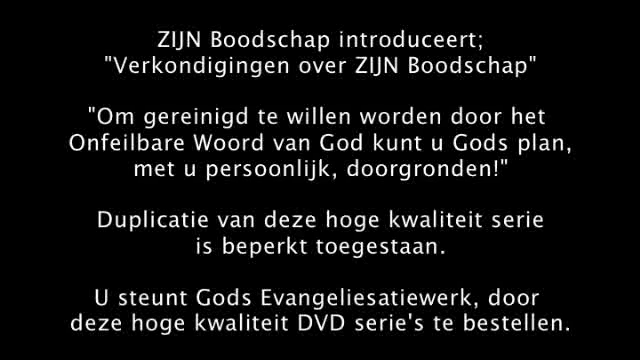 ZIJN Boodschap introduceert;
"Verkondigingen over ZIJN Boodschap"
"Om gereinigd te willen worden door het
Onfeilbare Woord van God kunt u Gods plan,
met u persoonlijk, doorgronden!"
Duplicatie van deze hoge kwaliteit serie
is beperkt toegestaan.
U steunt Gods Evangeliesatiewerk, door
deze hoge kwaliteit DVD serie's te bestellen.